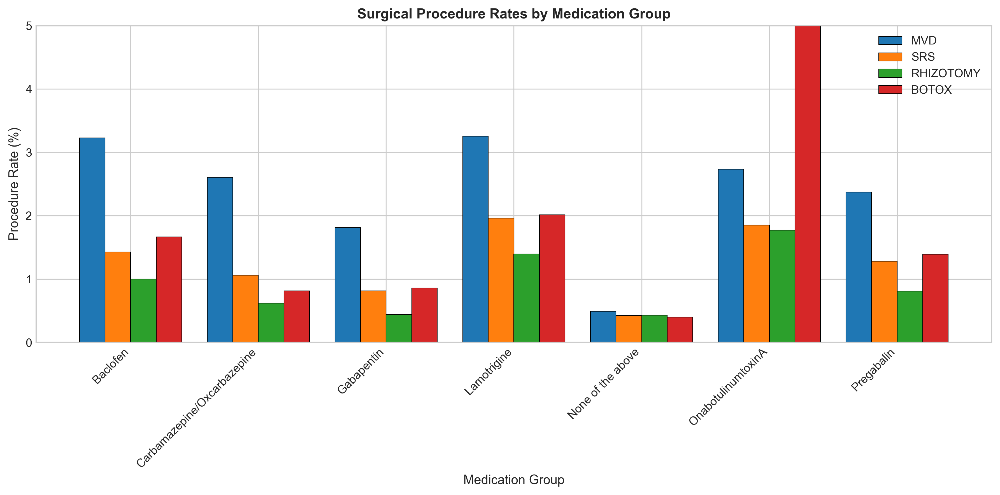 Surgical Procedure Rates by Medication Group
5
4
3
2
1
0
Procedure Rate (%)
MVD
SRS
RHIZOTOMY
BOTOX
Baclofen
Carbamazepine/Oxcarbazepine
Gabapentin
Lamotrigine
None of the above
OnabotulinumtoxinA
Pregabalin
Medication Group